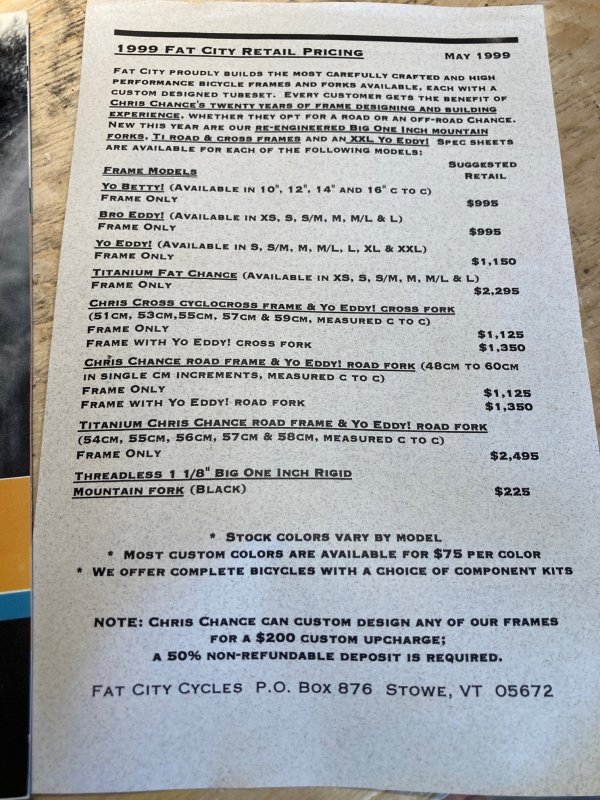 1999 Fat City Retail Pricing May 1999
Fat City proudly builds the most carefully crafted and high
performance bicycle frames and forks available, each with a
custom designed tubeset. Every customer gets the benefit of
Chris Chance's twenty years of frame designing and building
experience, whether they opt for a road or an off-road Chance.
New this year are our re-engineered Big One Inch mountain
forks, Ti road & cross frames and an XXL Yo Eddy! Spec sheets
are available for each of the following models:
Frame Models Suggested Retail
Yo Betty! (Available in 10", 12", 14" and 16" c to c)
Frame Only $995
Bro Eddy! (Available in XS, S, S/M, M, M/L & L)
Frame Only $995
Yo Eddy! (Available in S, S/M, M, M/L, L, XL & XXL)
Frame Only $1,150
Titanium Fat Chance (Available in XS, S, S/M, M, M/L & L)
Frame Only $2,295
Chris Cross cyclocross frame & Yo Eddy! cross fork
(51cm, 53cm,55cm, 57cm & 59cm, measured c to c)
Frame Only $1,125
Frame with Yo Eddy! cross fork $1,350
Chris Chance road frame & Yo Eddy! road fork (48cm to 60cm
in single cm increments, measured c to c)
Frame Only $1,125
Frame with Yo Eddy! road fork $1,350
Titanium Chris Chance road frame & Yo Eddy! road fork
(54cm, 55cm, 56cm, 57cm & 58cm, measured c to c)
Frame Only $2,495
Threadless 1 1/8" Big One Inch Rigid
Mountain fork (Black) $225
* Stock colors vary by model
* Most custom colors are available for $75 per color
* We offer complete bicycles with a choice of component kits
NOTE: Chris Chance can custom design any of our frames
for a $200 custom upcharge;
a 50% non-refundable deposit is required.
Fat City Cycles P.O. Box 876 Stowe, VT 05672